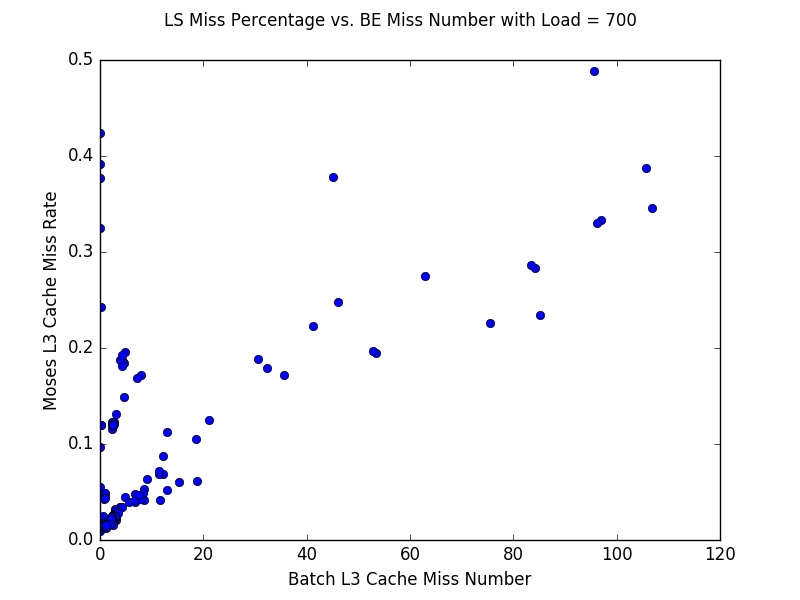 LS Miss Percentage vs. BE Miss Number with Load = 700
0.5
0.4
0.3
0.2
0.1
0.0
Moses L3 Cache Miss Rate
0 20 40 60 80 100 120
Batch L3 Cache Miss Number